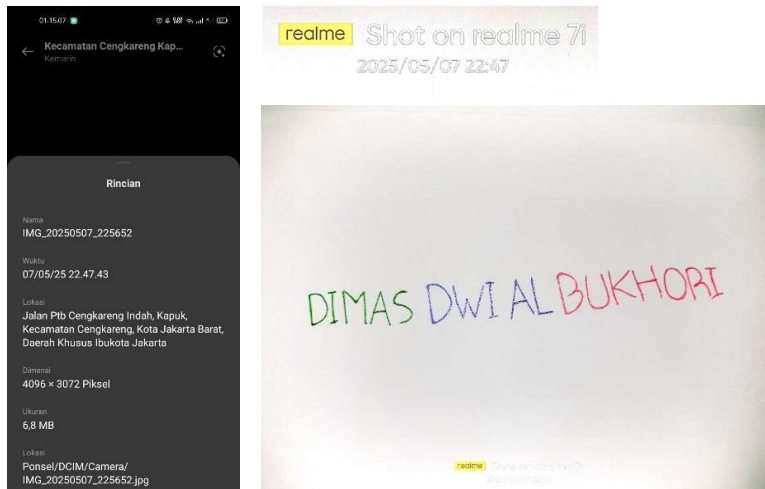 01.15.07
Kecamatan Cengkareng Kap...
Kemarin
Rincian
Nama
IMG_20250507_225652
Waktu
07/05/25 22.47.43
Lokasi
Jalan Ptb Cengkareng Indah, Kapuk,
Kecamatan Cengkareng, Kota Jakarta Barat,
Daerah Khusus Ibukota Jakarta
Dimensi
4096 × 3072 Piksel
Ukuran
6,8 MB
Lokasi
Ponsel/DCIM/Camera/
IMG_20250507_225652.jpg
realme Shot on realme 7i
2025/05/07 22:47
DIMAS DWI AL BUKHORI
realme